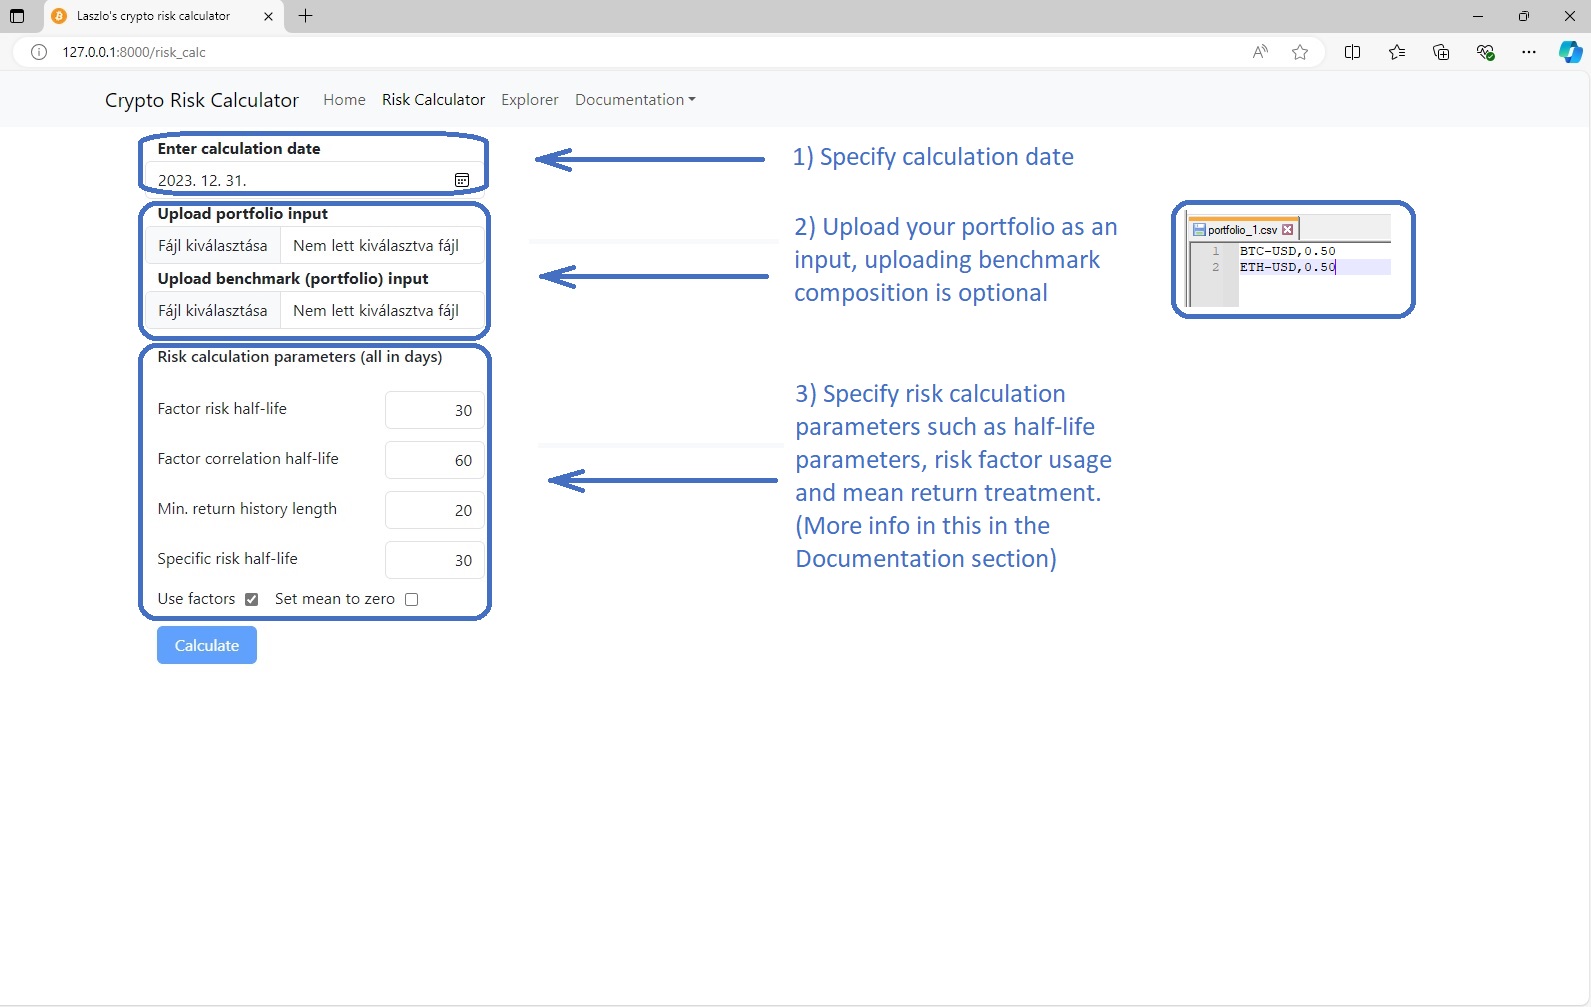 Laszlo's crypto risk calculator
127.0.0.1:8000/risk_calc
Crypto Risk Calculator Home Risk Calculator Explorer Documentation
Enter calculation date
2023. 12. 31.
1) Specify calculation date
Upload portfolio input
Fájl kiválasztása Nem lett kiválasztva fájl
Upload benchmark (portfolio) input
Fájl kiválasztása Nem lett kiválasztva fájl
2) Upload your portfolio as an
input, uploading benchmark
composition is optional
portfolio_1.csv
1 BTC-USD,0.50
2 ETH-USD,0.50
Risk calculation parameters (all in days)
Factor risk half-life 30
Factor correlation half-life 60
Min. return history length 20
Specific risk half-life 30
Use factors Set mean to zero
Calculate
3) Specify risk calculation
parameters such as half-life
parameters, risk factor usage
and mean return treatment.
(More info in this in the
Documentation section)